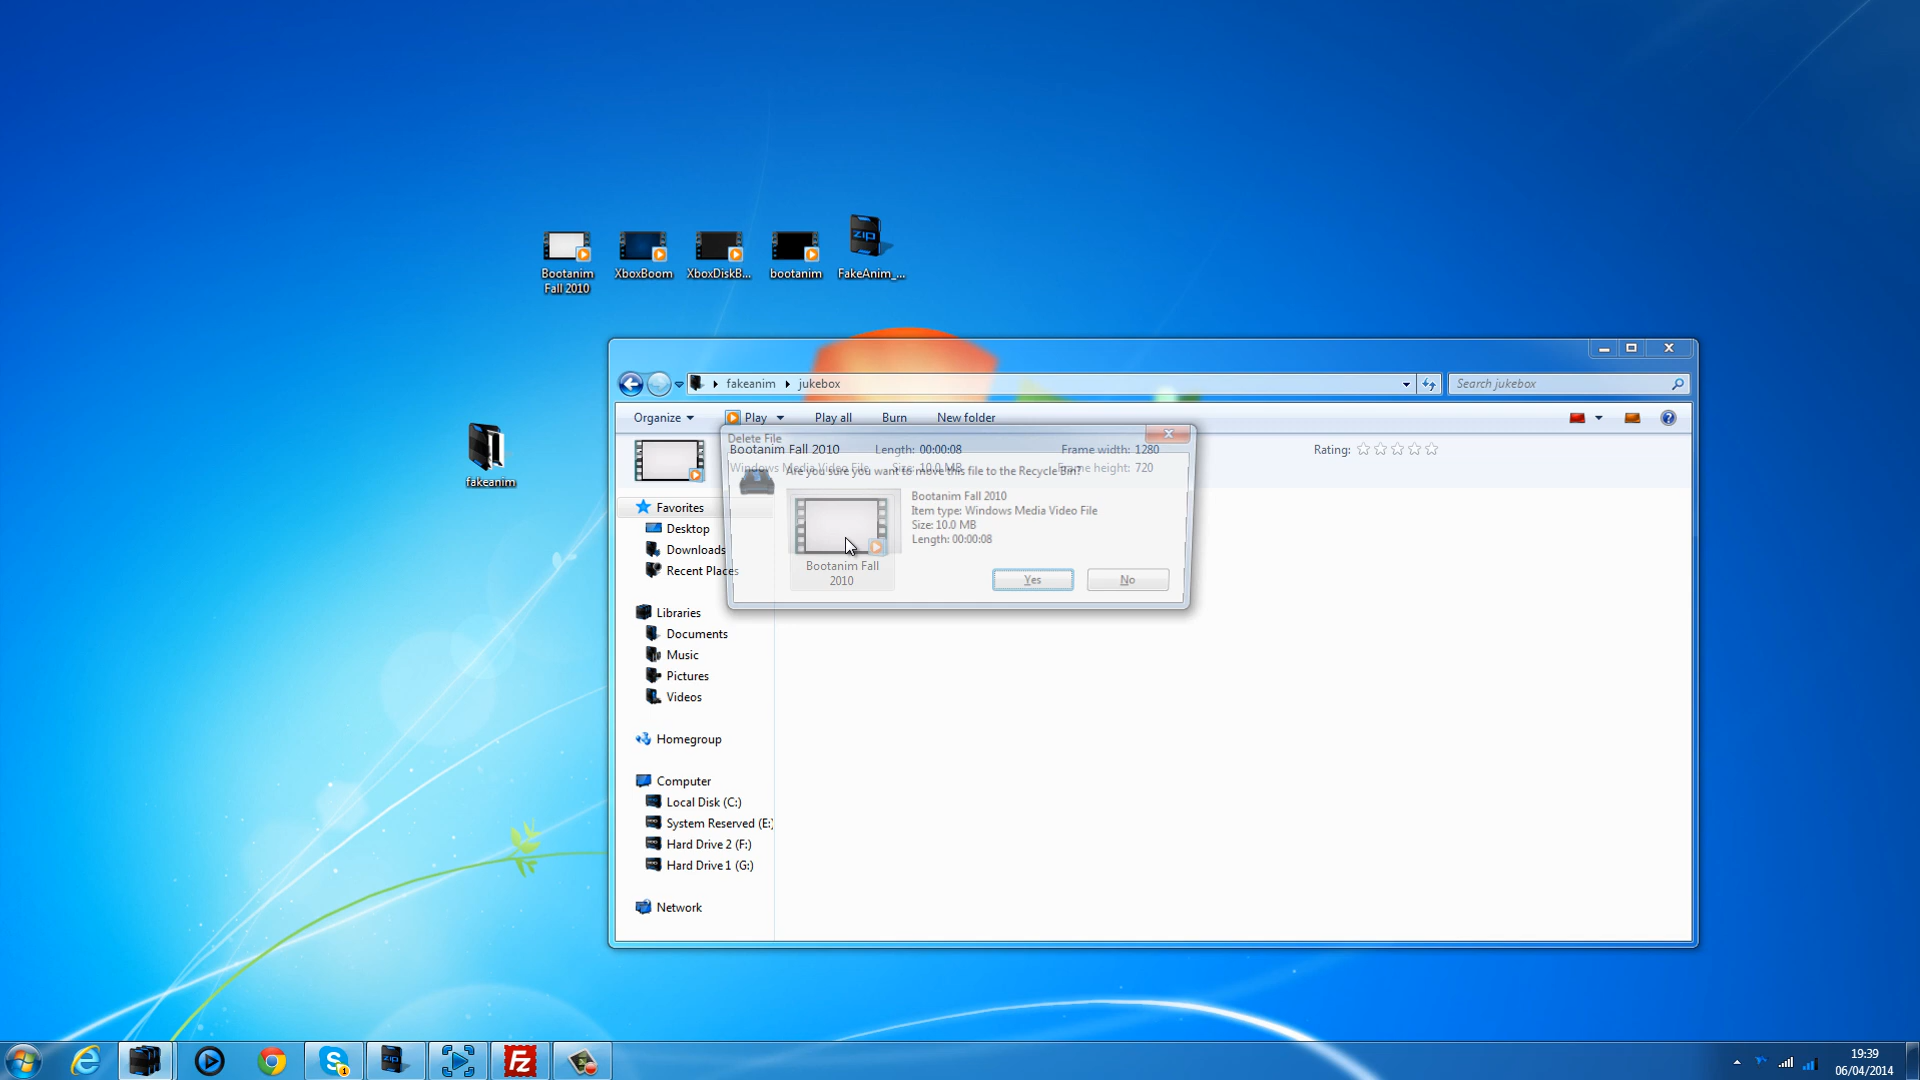 Bootanim
Fall 2010
XboxBoom
XboxDiskB...
bootanim
zip
FakeAnim_...
fakeanim
fakeanim
jukebox
Search jukebox
Organize
Play
Play all
Burn
New folder
Delete File
Bootanim Fall 2010
Length: 00:00:08
Frame width: 1280
Rating:
Windows Media Video File
Size: 10.0 MB
Frame height: 720
Are you sure you want to move this file to the Recycle Bin?
Bootanim Fall 2010
Item type: Windows Media Video File
Size: 10.0 MB
Length: 00:00:08
Bootanim Fall
2010
Yes
No
Favorites
Desktop
Downloads
Recent Places
Libraries
Documents
Music
Pictures
Videos
Homegroup
Computer
Local Disk (C:)
System Reserved (E:)
Hard Drive 2 (F:)
Hard Drive 1 (G:)
Network
S
1
zip
FZ
19:39
06/04/2014